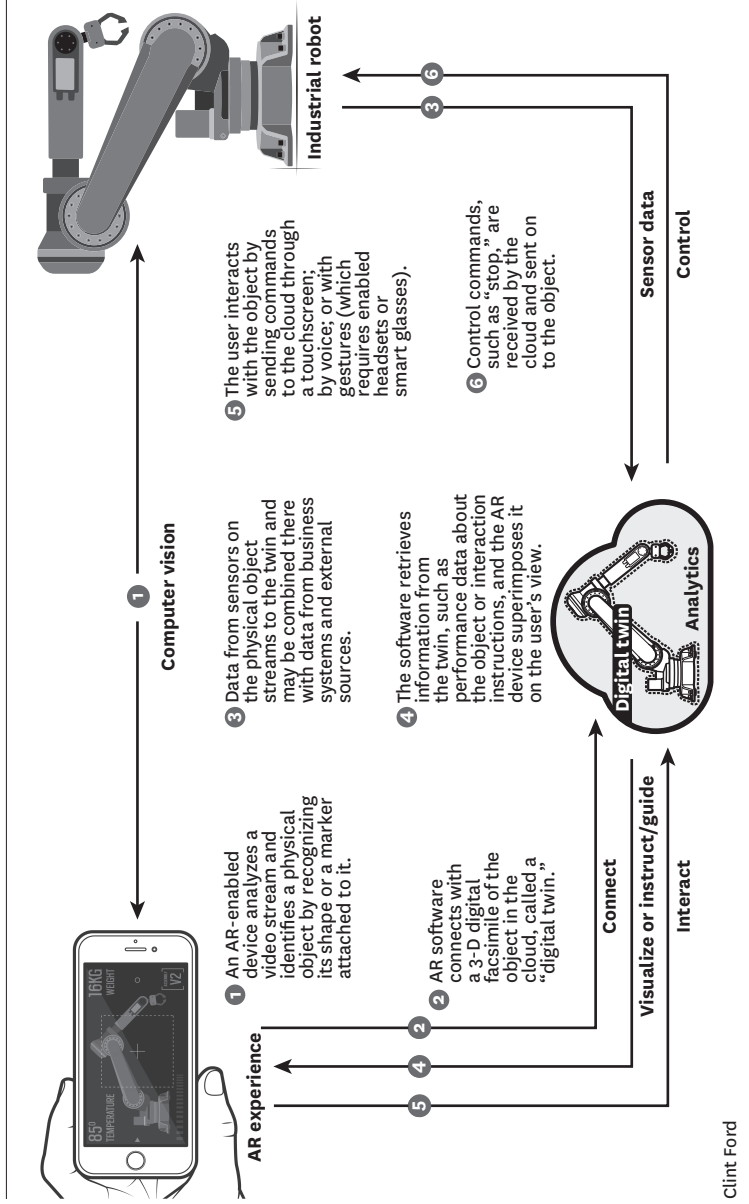 85°
TEMPERATURE
16KG
WEIGHT
V2
AR experience
1
Computer vision
Industrial robot
1 An AR-enabled
device analyzes a
video stream and
identifies a physical
object by recognizing
its shape or a marker
attached to it.
2 AR software
connects with
a 3-D digital
facsimile of the
object in the
cloud, called a
“digital twin.”
3 Data from sensors on
the physical object
streams to the twin and
may be combined there
with data from business
systems and external
sources.
4 The software retrieves
information from
the twin, such as
performance data about
the object or interaction
instructions, and the AR
device superimposes it
on the user’s view.
5 The user interacts
with the object by
sending commands
to the cloud through
a touchscreen;
by voice; or with
gestures (which
requires enabled
headsets or
smart glasses).
6 Control commands,
such as “stop,” are
received by the
cloud and sent on
to the object.
2
4
5
Connect
Visualize or instruct/guide
Interact
Digital twin
Analytics
3
6
Sensor data
Control
Clint Ford